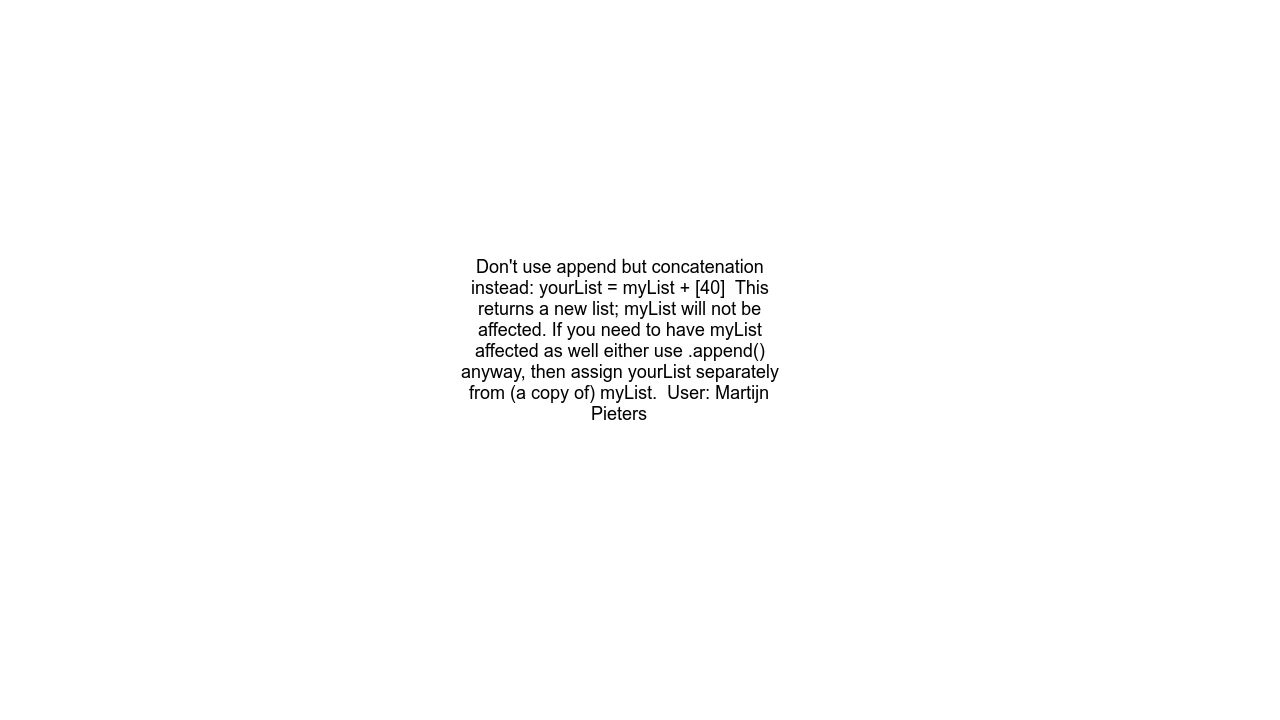 Don't use append but concatenation
instead: yourList = myList + [40]  This
returns a new list; myList will not be
affected. If you need to have myList
affected as well either use .append()
anyway, then assign yourList separately
from (a copy of) myList.  User: Martijn
Pieters